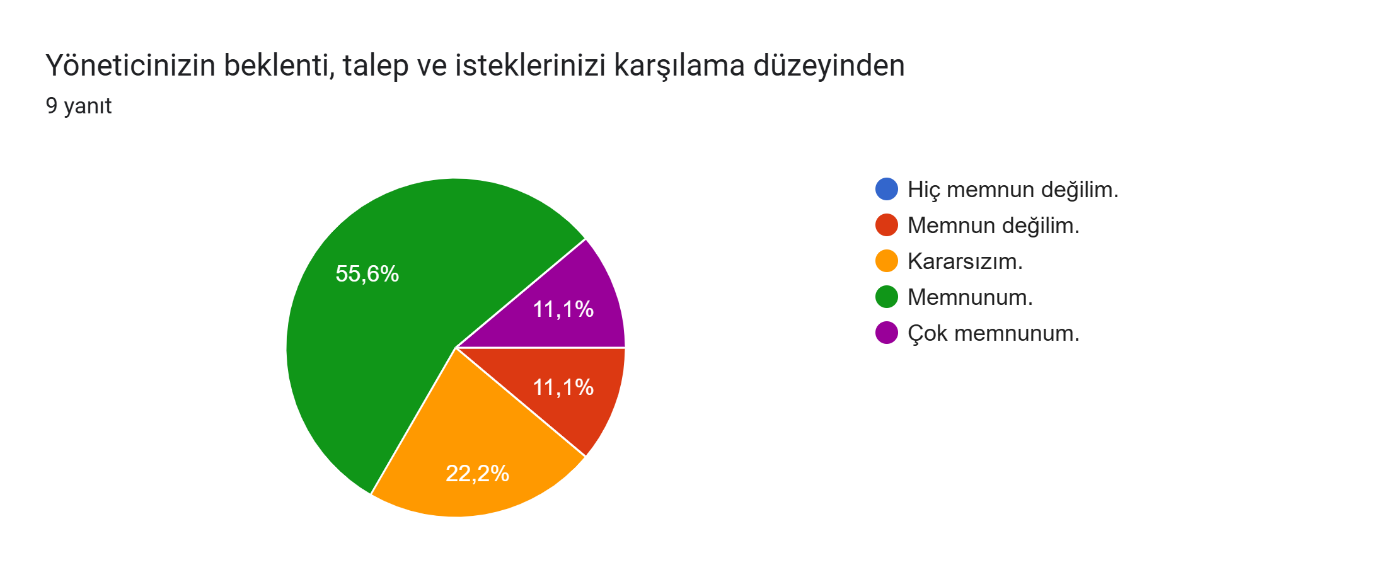 Yöneticinizin beklenti, talep ve isteklerinizi karşılama düzeyinden
9 yanıt
Hiç memnun değilim.
Memnun değilim.
Kararsızım.
Memnunum.
Çok memnunum.
55,6%
11,1%
11,1%
22,2%